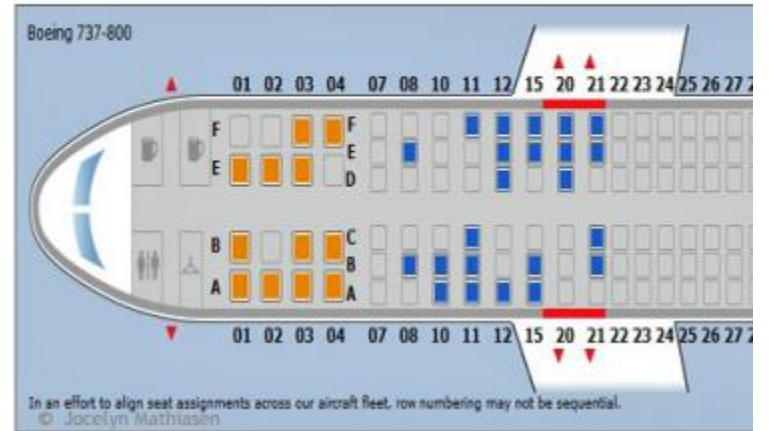 Boeing 737-800
01 02 03 04 07 08 10 11 12 15 20 21 22 23 24 25 26 27 2
F F
E
E D
B C
B
A A
01 02 03 04 07 08 10 11 12 15 20 21 22 23 24 25 26 27 2
In an effort to align seat assignments across our aircraft fleet, row numbering may not be sequential.
© Jocelyn Mathiasen